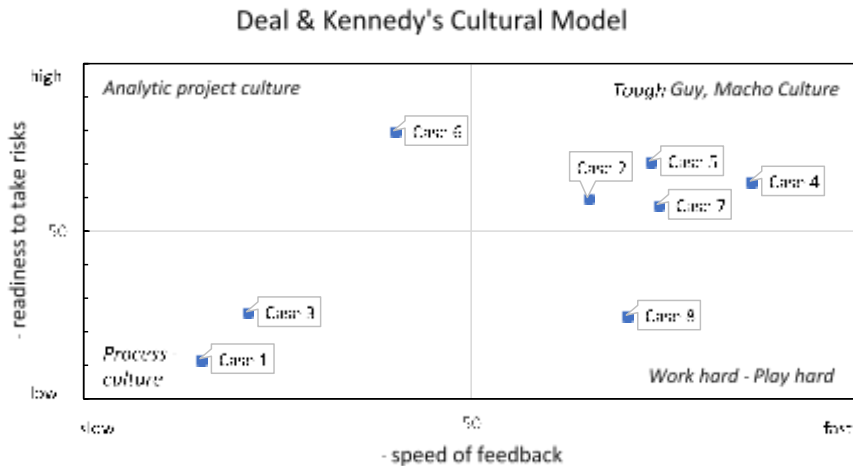 Deal & Kennedy's Cultural Model
high
Analytic project culture
Tough Guy, Macho Culture
Case 6
Case 2
Case 5
Case 4
Case 7
- readiness to take risks
50
Case 3
Case 8
Process
culture
Case 1
Work hard - Play hard
low
slow
50
fast
- speed of feedback